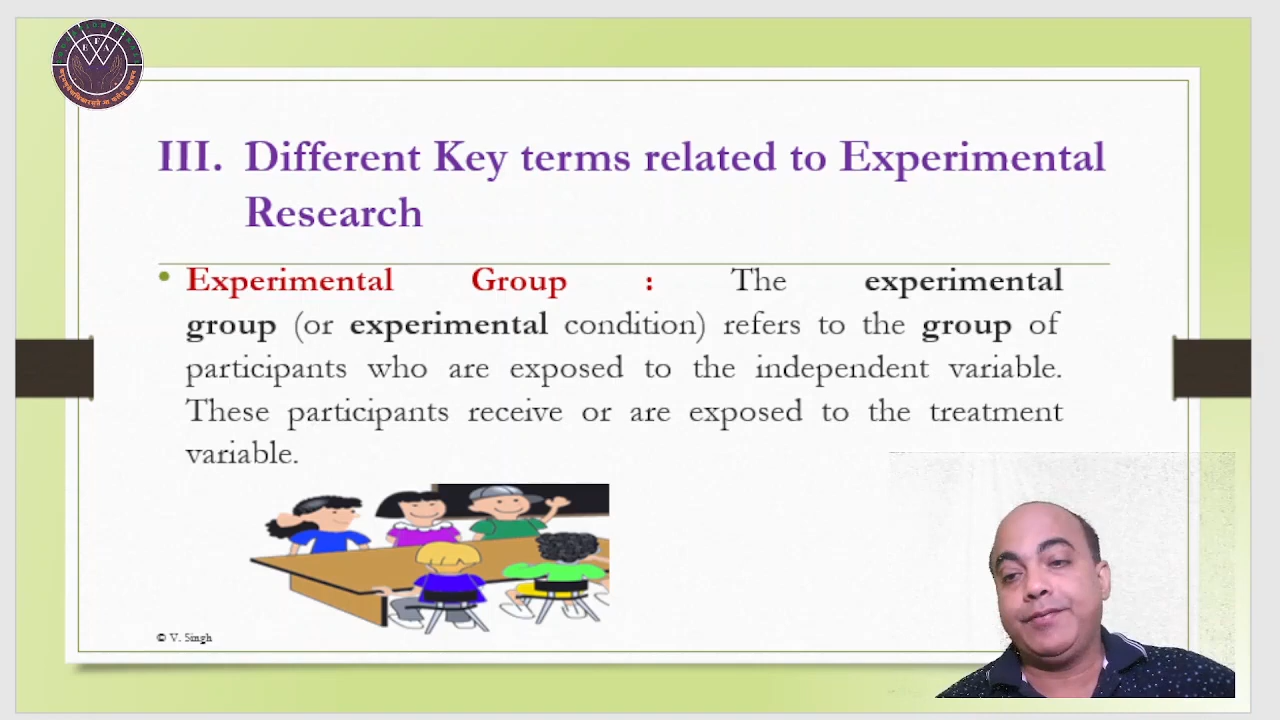 E F A
III. Different Key terms related to Experimental
Research
• Experimental Group : The experimental
group (or experimental condition) refers to the group of
participants who are exposed to the independent variable.
These participants receive or are exposed to the treatment
variable.
© V. Singh